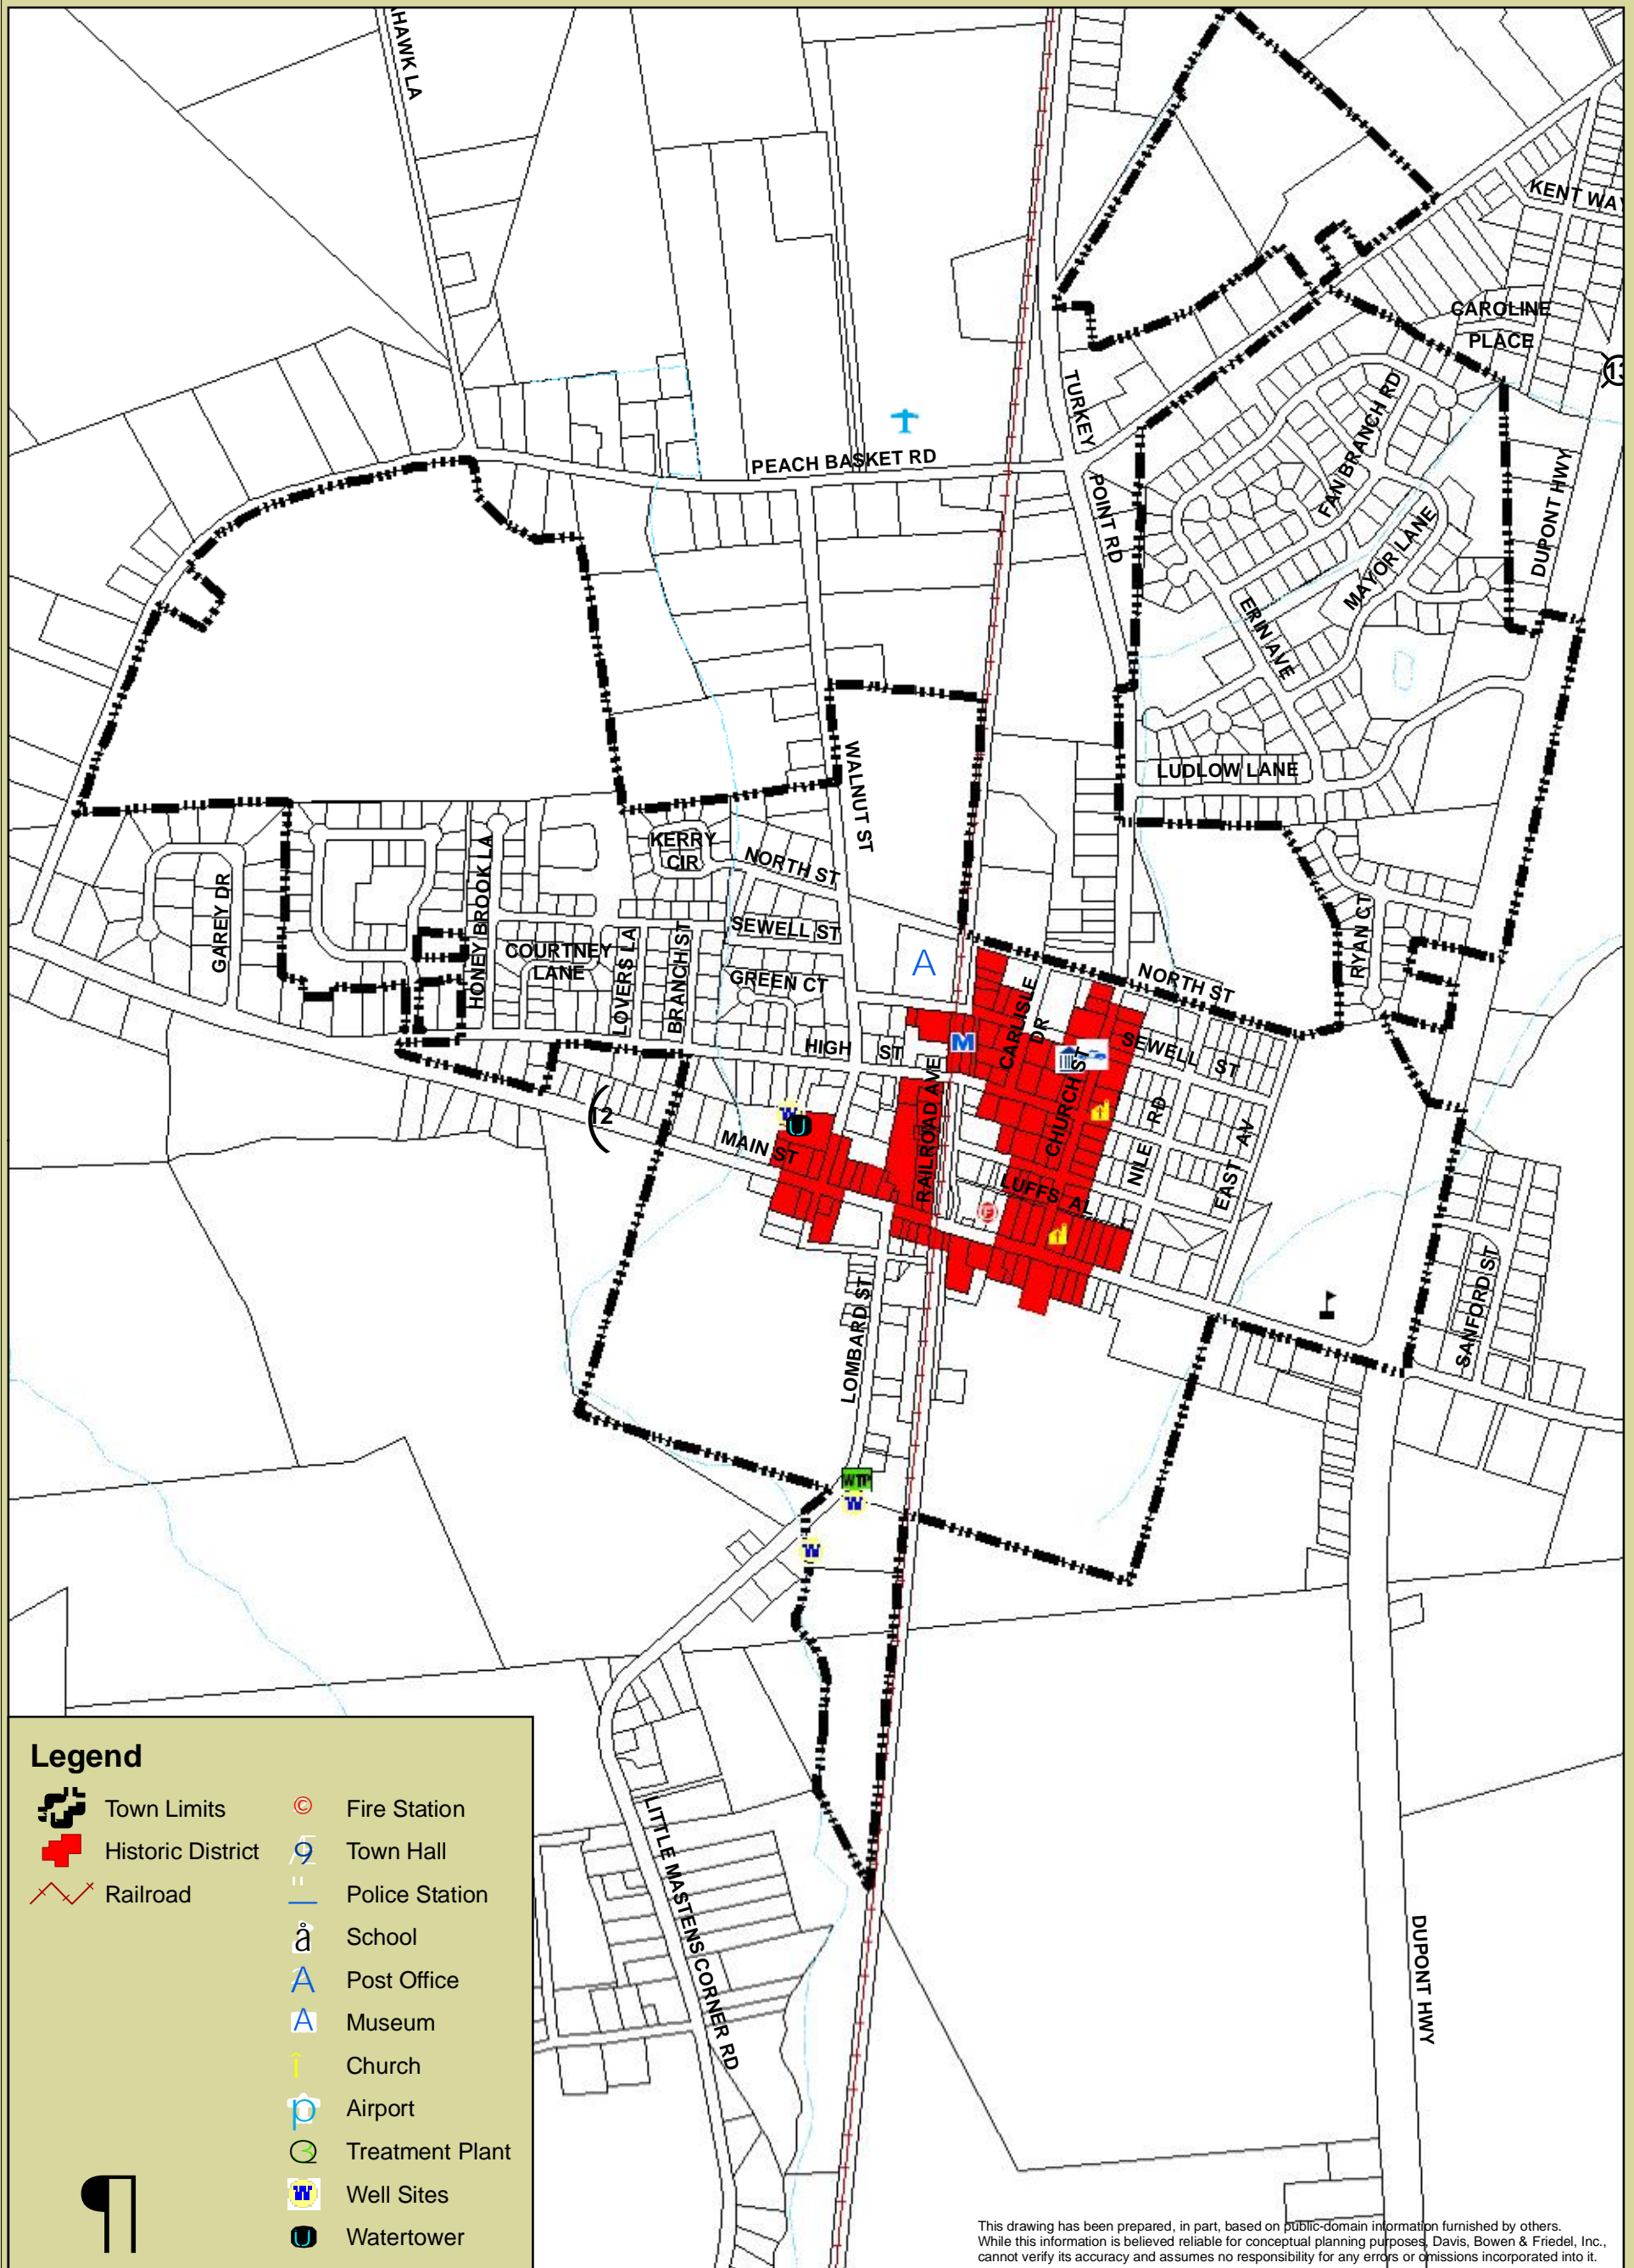 HAWK LA
KENT WAY
CAROLINE
PLACE
13
TURKEY
POINT RD
PEACH BASKET RD
FAN BRANCH RD
MAYOR LANE
DUPONT HWY
ERIN AVE
WALNUT ST
LUDLOW LANE
KERRY
CIR
NORTH ST
GAREY DR
HONEY BROOK LA
COURTNEY
LANE
LOVERS LA
BRANCH ST
SEWELL ST
GREEN CT
A
NORTH ST
RYAN CT
CARLISLE
DR
HIGH ST
M
SEWELL ST
CHURCH ST
RAILROAD AVE
NILE RD
EAST AV
12
W
U
MAIN ST
LUFFS AL
F
SANFORD ST
LOMBARD ST
WTP
W
W
LITTLE MASTENS CORNER RD
DUPONT HWY
Legend
Town Limits
Historic District
Railroad
© Fire Station
9 Town Hall
Police Station
å School
A Post Office
A Museum
Church
p Airport
Treatment Plant
W Well Sites
U Watertower
¶
This drawing has been prepared, in part, based on public-domain information furnished by others.
While this information is believed reliable for conceptual planning purposes, Davis, Bowen & Friedel, Inc.,
cannot verify its accuracy and assumes no responsibility for any errors or omissions incorporated into it.